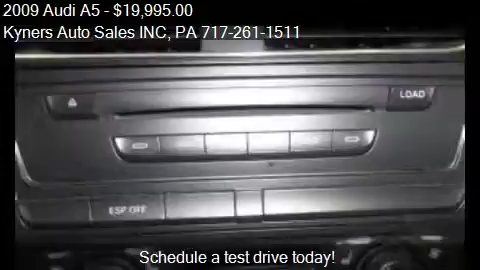 2009 Audi A5 - $19,995.00
Kyners Auto Sales INC, PA 717-261-1511
LOAD
ESP OFF
Schedule a test drive today!